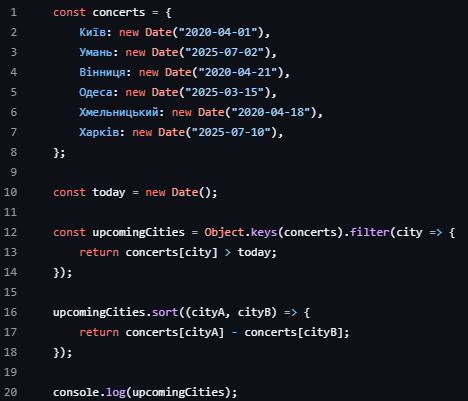 1 const concerts = {
2 Київ: new Date("2020-04-01"),
3 Умань: new Date("2025-07-02"),
4 Вінниця: new Date("2020-04-21"),
5 Одеса: new Date("2025-03-15"),
6 Хмельницький: new Date("2020-04-18"),
7 Харків: new Date("2025-07-10"),
8 };
9
10 const today = new Date();
11
12 const upcomingCities = Object.keys(concerts).filter(city => {
13 return concerts[city] > today;
14 });
15
16 upcomingCities.sort((cityA, cityB) => {
17 return concerts[cityA] - concerts[cityB];
18 });
19
20 console.log(upcomingCities);